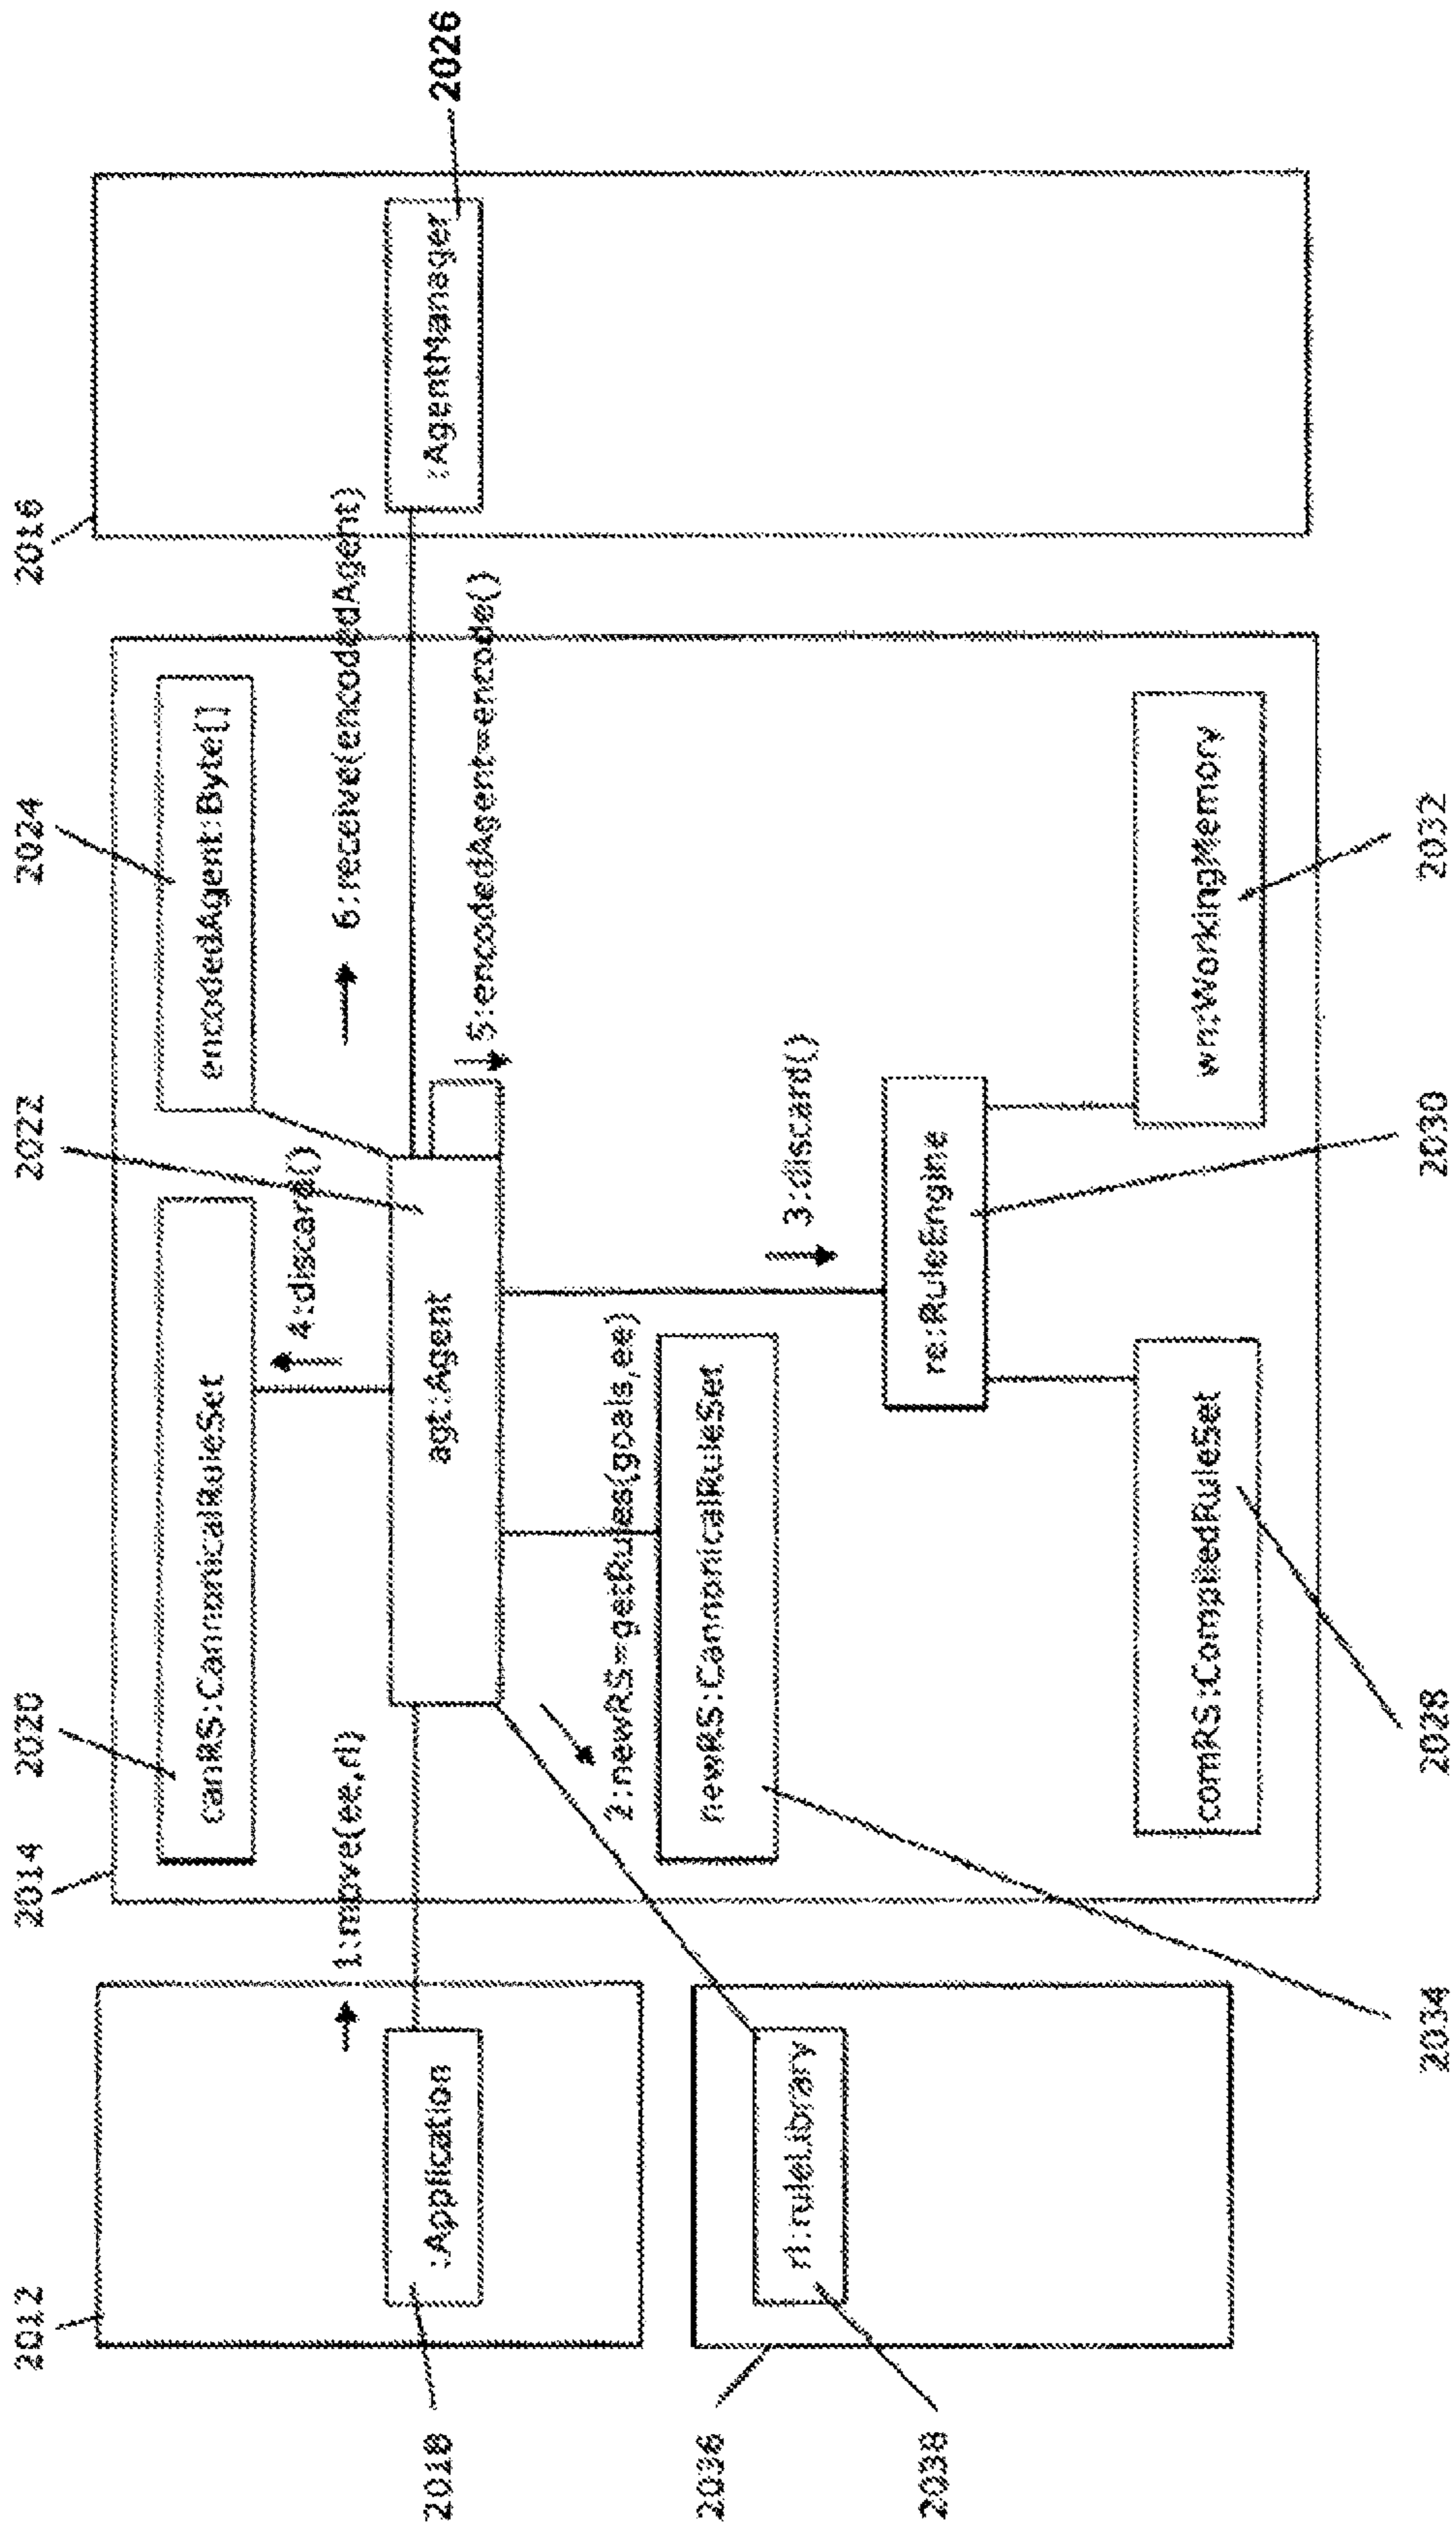 2012
2014
2020
2022
2024
2016
canRS:CannonicalRuleSet
encodedAgent:Byte[]
4:discard()
1:move(ee,rl)
6:receive(encodedAgent)
:Application
agt:Agent
:AgentManager
2018
2026
5:encodedAgent=encode()
2:newRS=getRules(goals,ee)
newRS:CannonicalRuleSet
2036
rl:ruleLibrary
3:discard()
re:RuleEngine
2038
comRS:CompiledRuleSet
wn:WorkingMemory
2034
2028
2030
2032